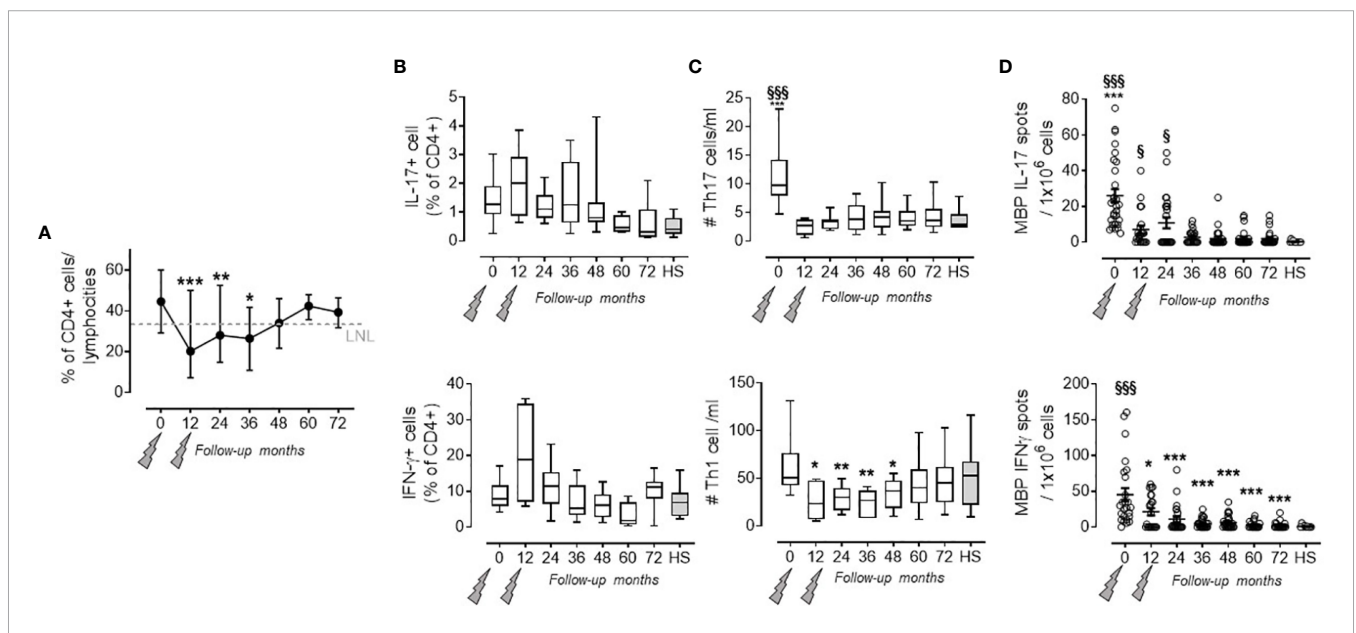 A
% of CD4+ cells/
lymphocities
60
40
20
0
*** ** *
LNL
0 12 24 36 48 60 72
Follow-up months
B
IL-17+ cell
(% of CD4+)
5
4
3
2
1
0
0 12 24 36 48 60 72 HS
Follow-up months
IFN-γ+ cells
(% of CD4+)
40
30
20
10
0
0 12 24 36 48 60 72 HS
Follow-up months
C
# Th17 cells/ml
25
20
15
10
5
0
§§§
***
0 12 24 36 48 60 72 HS
Follow-up months
# Th1 cell /ml
150
100
50
0
* ** ** *
0 12 24 36 48 60 72 HS
Follow-up months
D
MBP IL-17 spots
/ 1x10⁶ cells
80
60
40
20
0
§§§
***
§ §
0 12 24 36 48 60 72 HS
Follow-up months
MBP IFNγ spots
/ 1x10⁶ cells
200
150
100
50
0
§§§
* *** *** *** *** ***
0 12 24 36 48 60 72 HS
Follow-up months